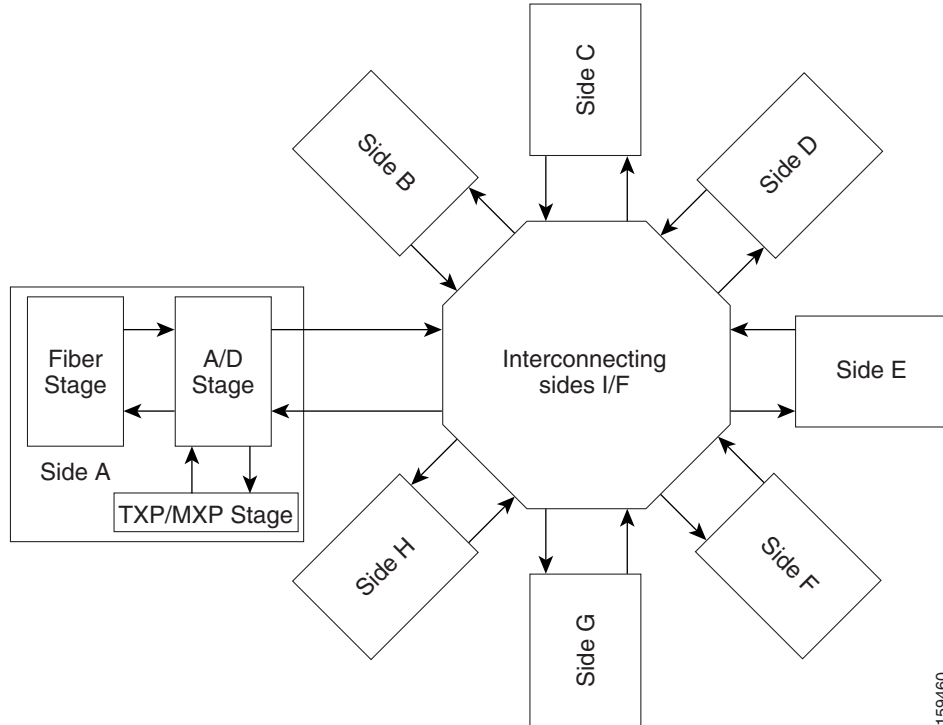 Side C
Side B
Side D
Fiber
Stage
A/D
Stage
Interconnecting
sides I/F
Side E
Side A
TXP/MXP Stage
Side H
Side F
Side G
159460